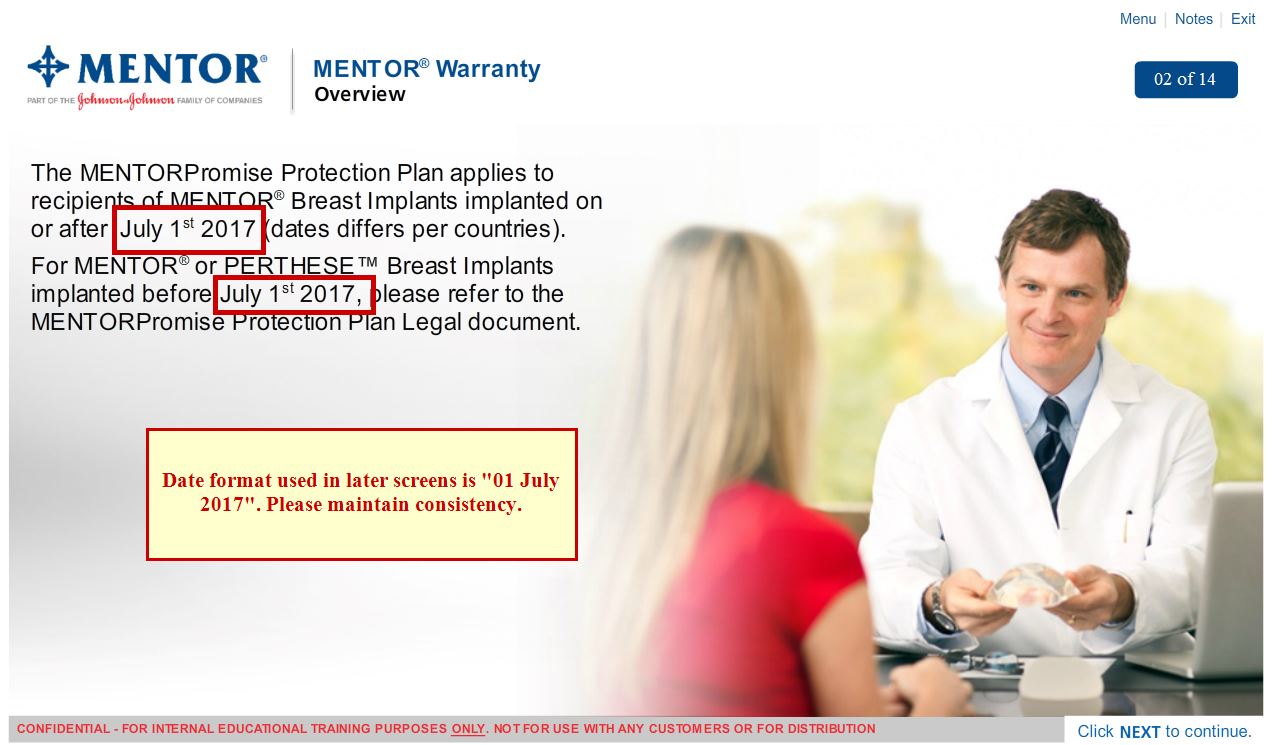 Menu | Notes | Exit
MENTOR®
PART OF THE Johnson & Johnson FAMILY OF COMPANIES
MENTOR® Warranty
Overview
02 of 14
The MENTORPromise Protection Plan applies to
recipients of MENTOR® Breast Implants implanted on
or after July 1st 2017 (dates differs per countries).
For MENTOR® or PERTHESE™ Breast Implants
implanted before July 1st 2017, please refer to the
MENTORPromise Protection Plan Legal document.
Date format used in later screens is "01 July
2017". Please maintain consistency.
CONFIDENTIAL - FOR INTERNAL EDUCATIONAL TRAINING PURPOSES ONLY. NOT FOR USE WITH ANY CUSTOMERS OR FOR DISTRIBUTION
Click NEXT to continue.